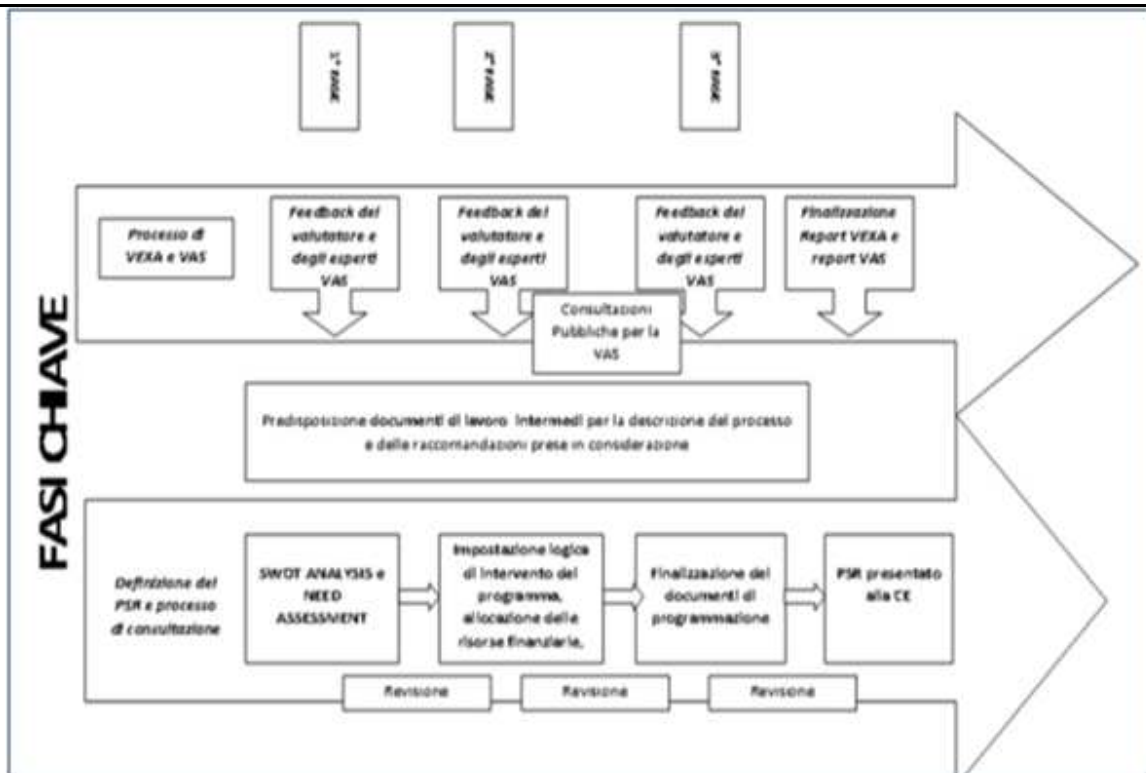 1° FASE
2° FASE
3° FASE
FASI CHIAVE
Processo di
VEXA e VAS
Feedback del
valutatore e
degli esperti
VAS
Feedback del
valutatore e
degli esperti
VAS
Feedback del
valutatore e
degli esperti
VAS
Finalizzazione
Report VEXA e
report VAS
Consultazioni
Pubbliche per la
VAS
Predisposizione documenti di lavoro intermedi per la descrizione del processo
e delle raccomandazioni prese in considerazione
Definizione del
PSR e processo
di consultazione
SWOT ANALYSIS e
NEED
ASSESSMENT
Impostazione logica
di intervento del
programma,
allocazione delle
risorse finanziarie,
Finalizzazione dei
documenti di
programmazione
PSR presentato
alla CE
Revisione
Revisione
Revisione